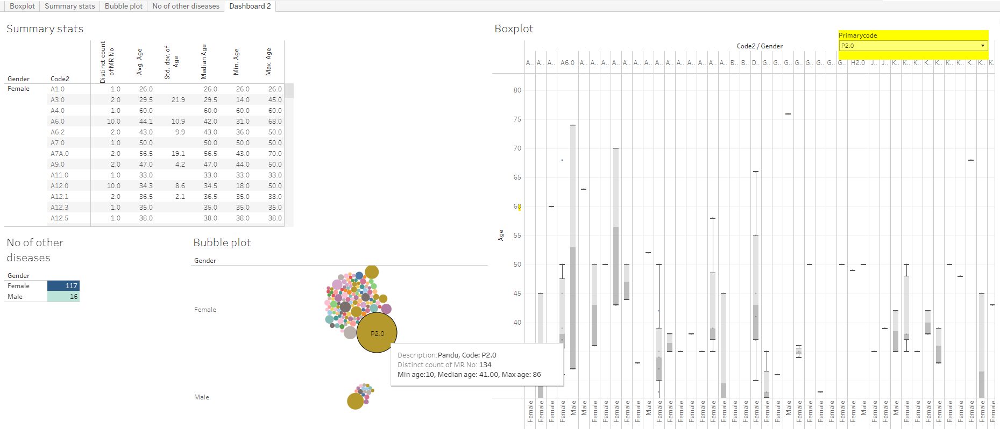 Boxplot Summary stats Bubble plot No of other diseases Dashboard 2
Summary stats
Distinct count of MR No Avg. Age Std. dev. of Age Median Age Min. Age Max. Age
Gender Code2
Female A1.0 1.0 26.0 26.0 26.0 26.0
A3.0 2.0 29.5 21.9 29.5 14.0 45.0
A4.0 1.0 60.0 60.0 60.0 60.0
A6.0 10.0 44.1 10.9 42.0 31.0 68.0
A6.2 2.0 43.0 9.9 43.0 36.0 50.0
A7.0 1.0 50.0 50.0 50.0 50.0
A7A.0 2.0 56.5 19.1 56.5 43.0 70.0
A9.0 2.0 47.0 4.2 47.0 44.0 50.0
A11.0 1.0 33.0 33.0 33.0 33.0
A12.0 10.0 34.3 8.6 34.5 18.0 50.0
A12.1 2.0 36.5 2.1 36.5 35.0 38.0
A12.3 1.0 35.0 35.0 35.0 35.0
A12.5 1.0 38.0 38.0 38.0 38.0
No of other
diseases
Gender
Female 117
Male 16
Bubble plot
Gender
Female
P2.0
Male
Description:Pandu, Code: P2.0
Distinct count of MR No: 134
Min age:10, Median age: 41.00, Max age: 86
Boxplot
Primarycode
P2.0
Code2 / Gender
A.. A.. A.. A6.0 A.. A.. A.. A.. A.. A.. A.. A.. A.. A.. A.. A.. A.. A.. B.. B.. D.. G.. G.. G.. G.. G.. G.. G.. G.. H2.0 J.. J.. K.. K.. K.. K.. K.. K.. K.. K.. K.. K..
80
75
70
65
60
55
50
45
40
Age
Female Female Female Female Male Female Female Female Female Female Female Male Female Female Female Female Female Female Female Female Female Female Female Female Male Female Female Female Female Female Female Male Female Female Male Female Female Female Female Female Female Female Female Female